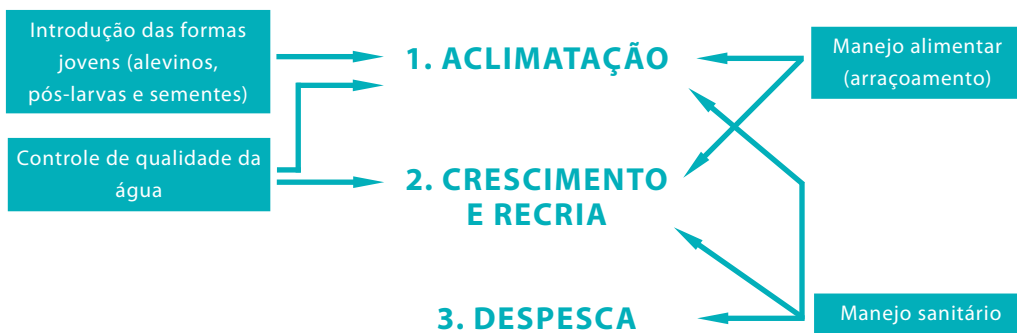 Introdução das formas
jovens (alevinos,
pós-larvas e sementes)
Controle de qualidade da
água
1. ACLIMATAÇÃO
2. CRESCIMENTO
E RECRIA
3. DESPESCA
Manejo alimentar
(arraçoamento)
Manejo sanitário